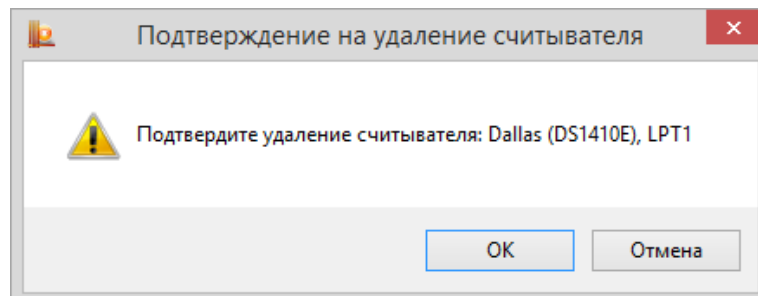 Подтверждение на удаление считывателя
Подтвердите удаление считывателя: Dallas (DS1410E), LPT1
OK
Отмена